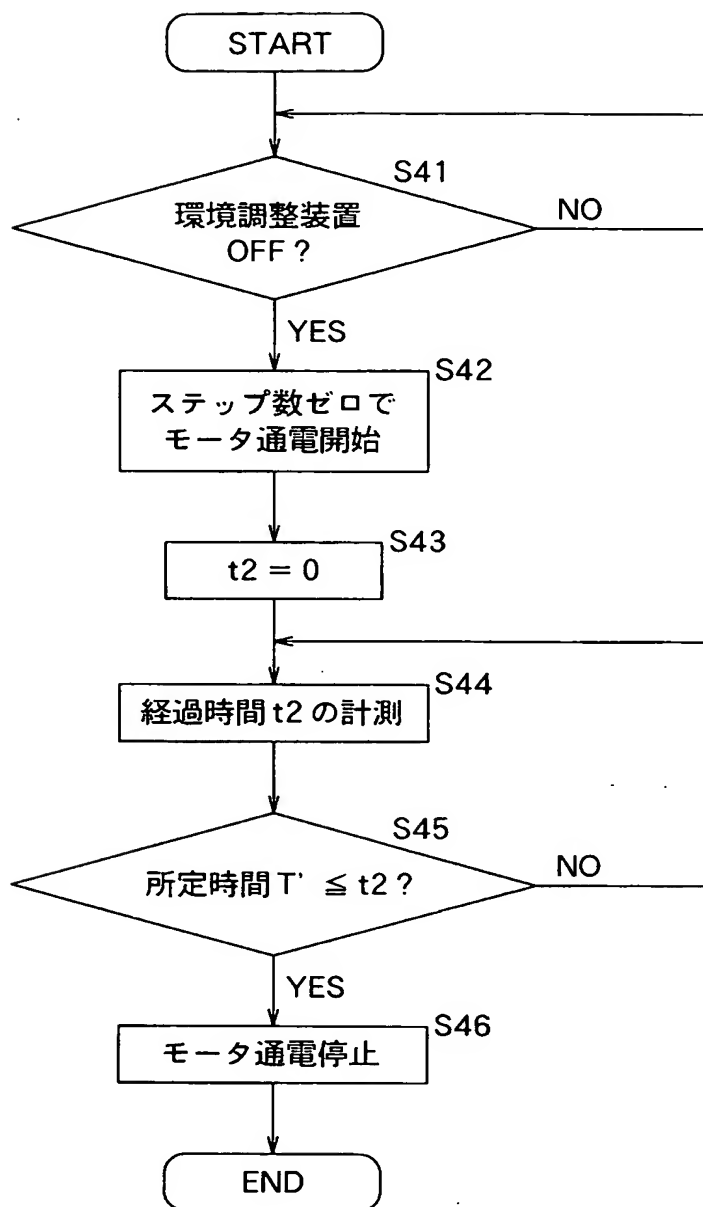 START
S41
環境調整装置
OFF ?
NO
YES
S42
ステップ数ゼロで
モータ通電開始
S43
t2 = 0
S44
経過時間 t2 の計測
S45
所定時間 T' ≦ t2 ?
NO
YES
S46
モータ通電停止
END